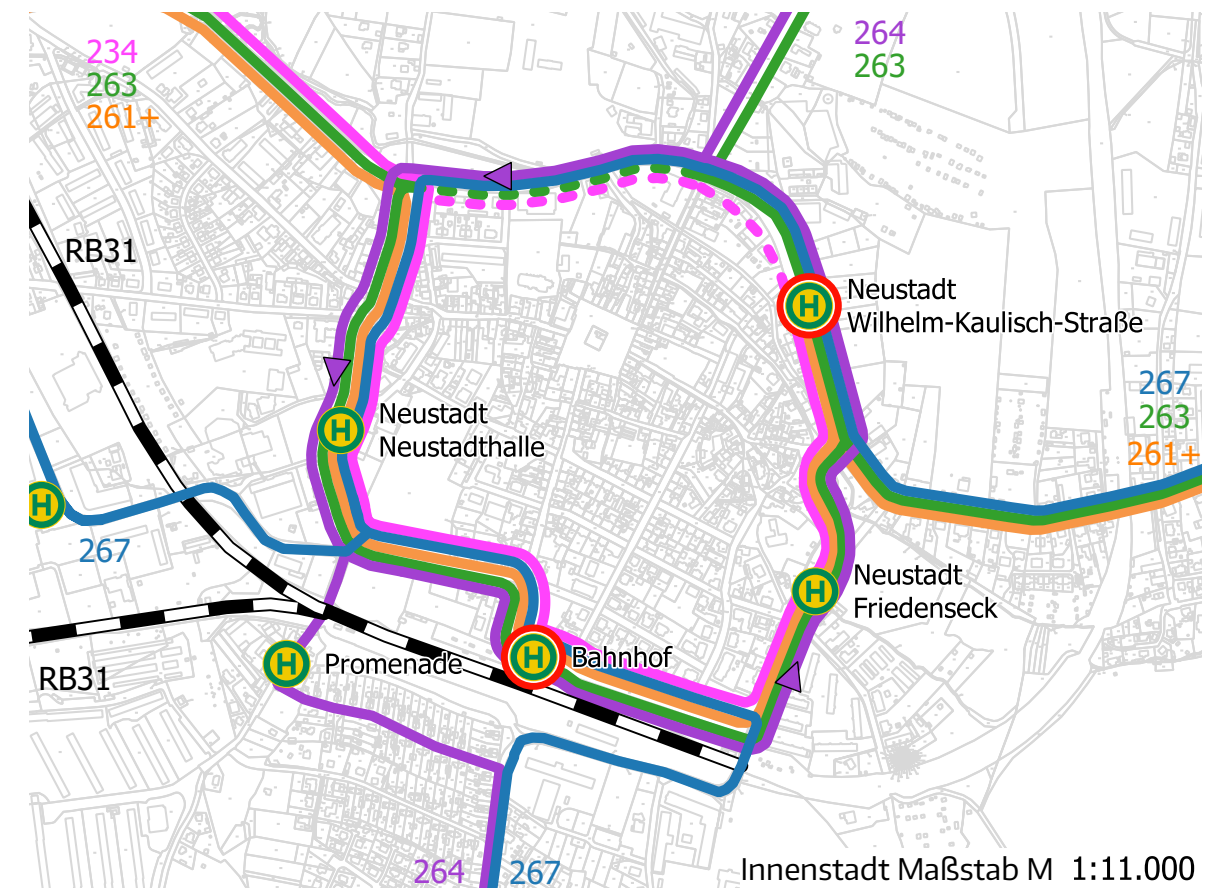 234
263
261+
264
263
RB31
H
Neustadt
Wilhelm-Kaulisch-Straße
267
263
261+
H
Neustadt
Neustadthalle
H
267
H
Neustadt
Friedenseck
H
Promenade
H
Bahnhof
RB31
264
267
Innenstadt Maßstab M 1:11.000